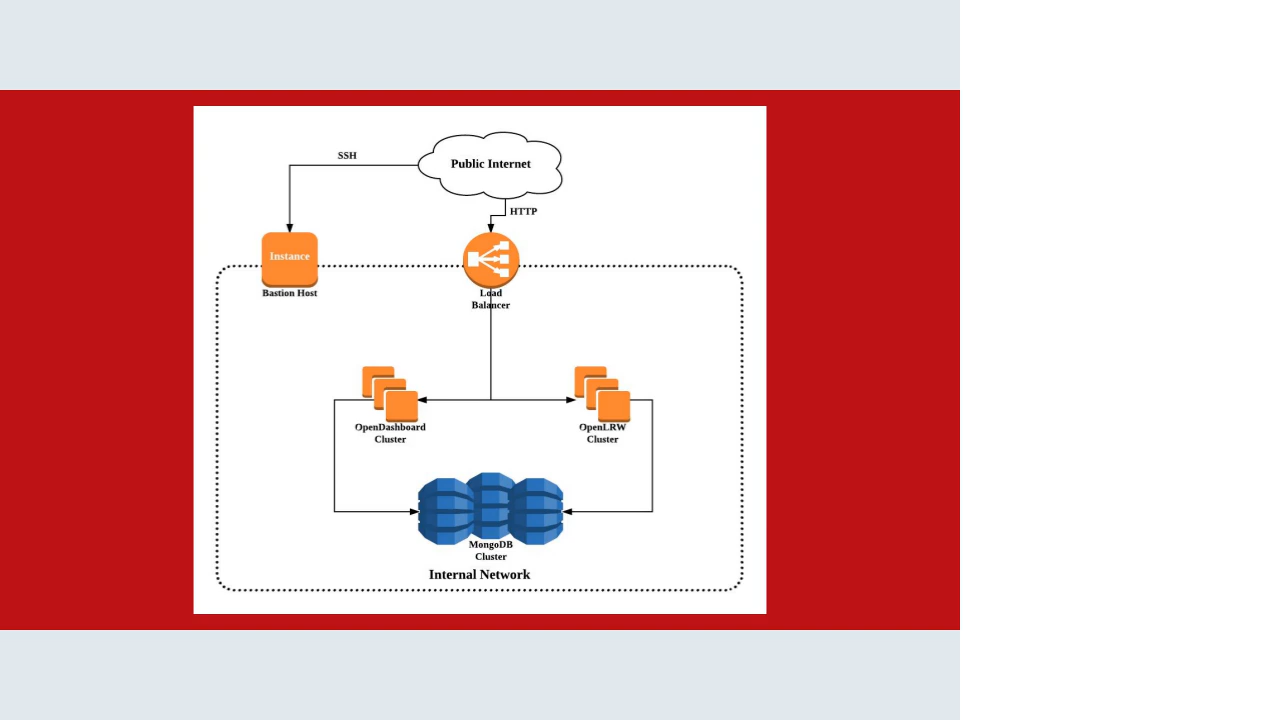 SSH
Public Internet
HTTP
Instance
Bastion Host
Load
Balancer
OpenDashboard
Cluster
OpenLRW
Cluster
MongoDB
Cluster
Internal Network